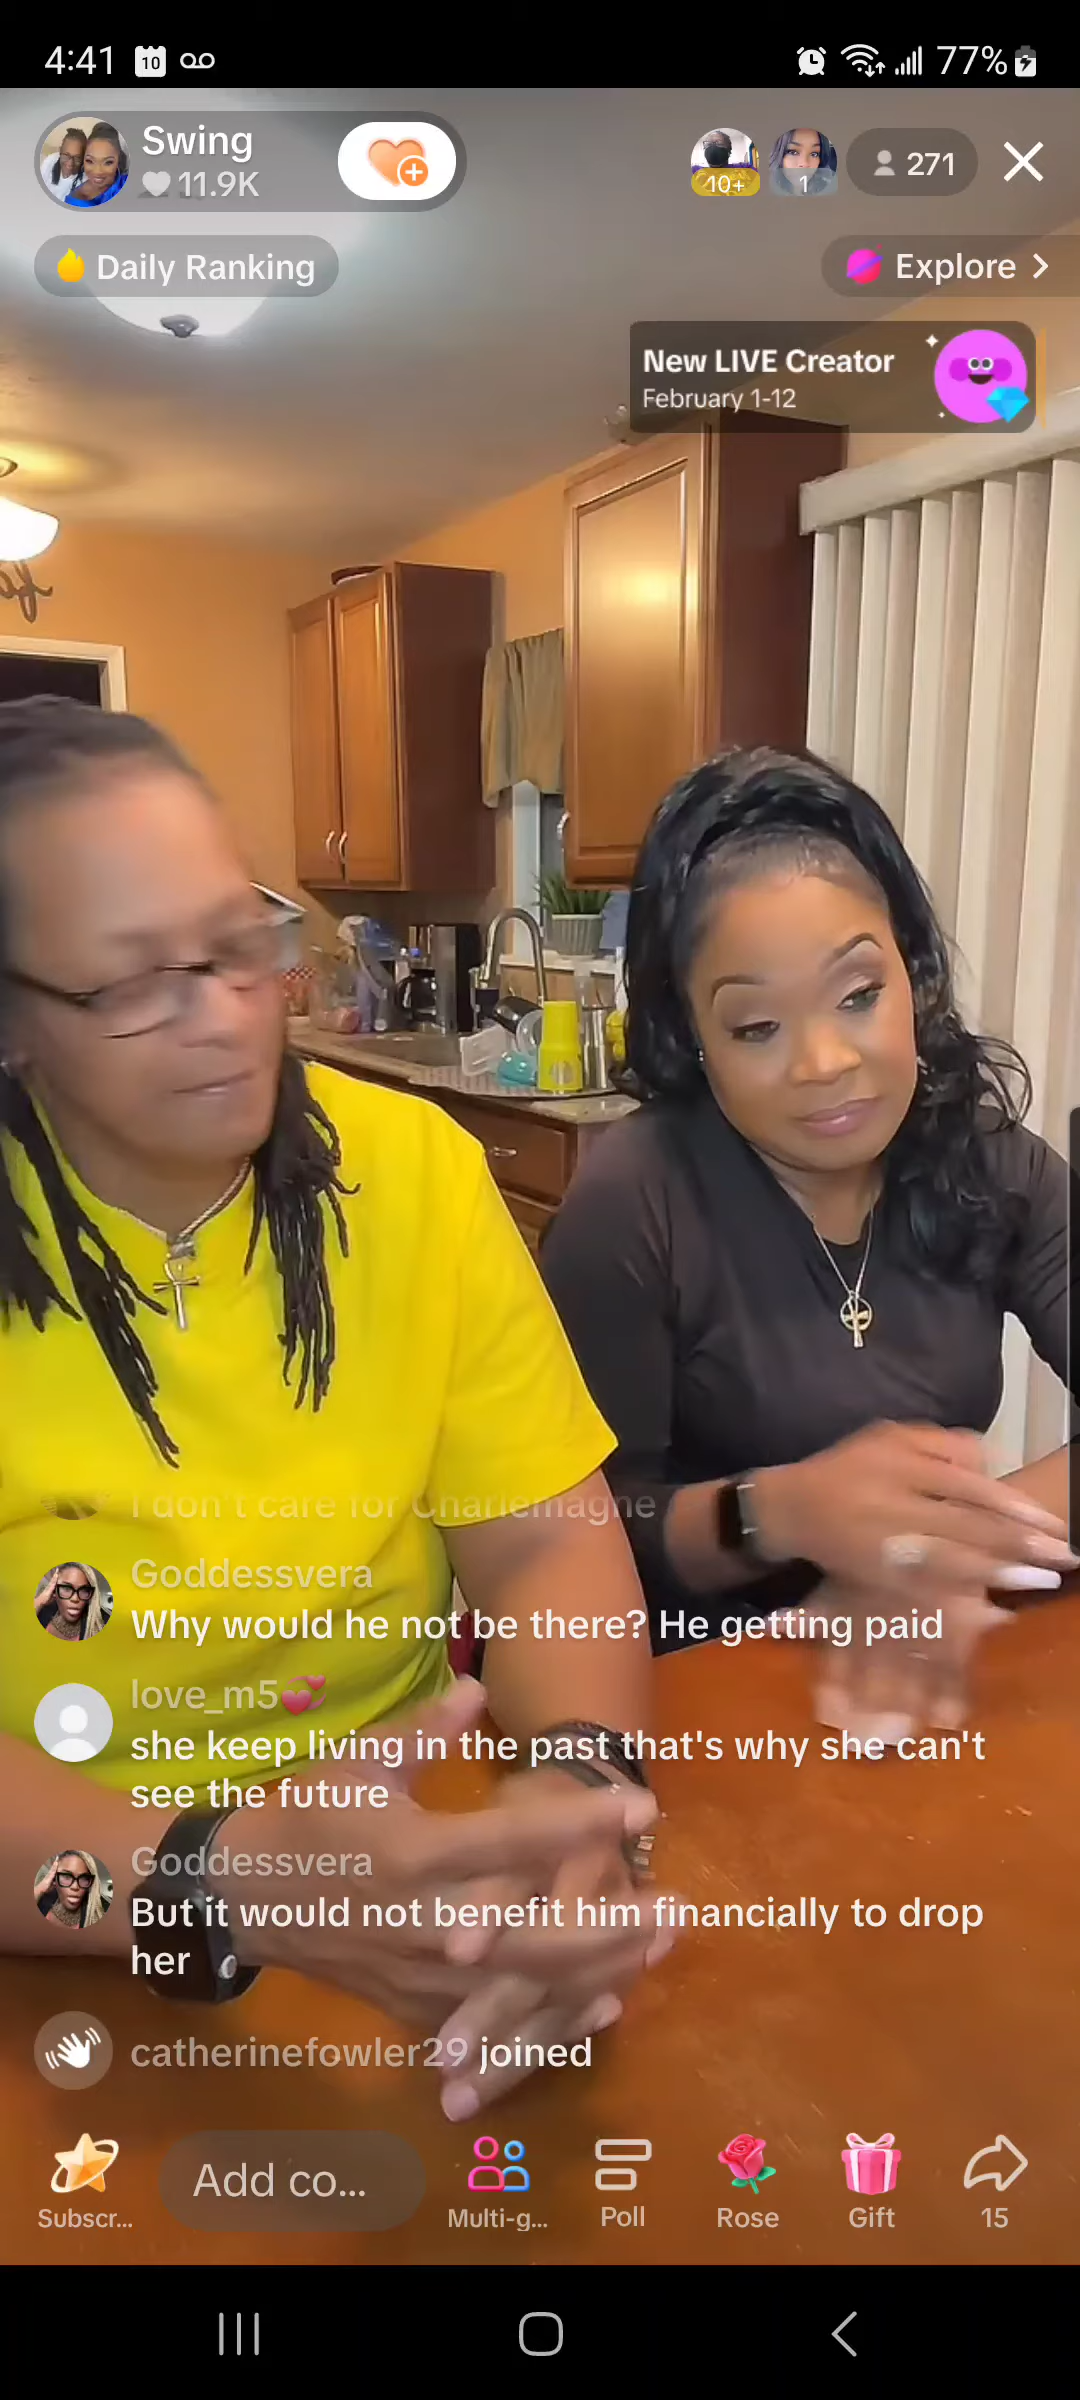 4:41
10
77%
Swing
11.9K
10+
1
271
Daily Ranking
Explore
New LIVE Creator
February 1-12
I don't care for Charlemagne
Goddessvera
Why would he not be there? He getting paid
love_m5💞
she keep living in the past that's why she can't
see the future
Goddessvera
But it would not benefit him financially to drop
her
catherinefowler29 joined
Add co...
Subscr...
Multi-g...
Poll
Rose
Gift
15